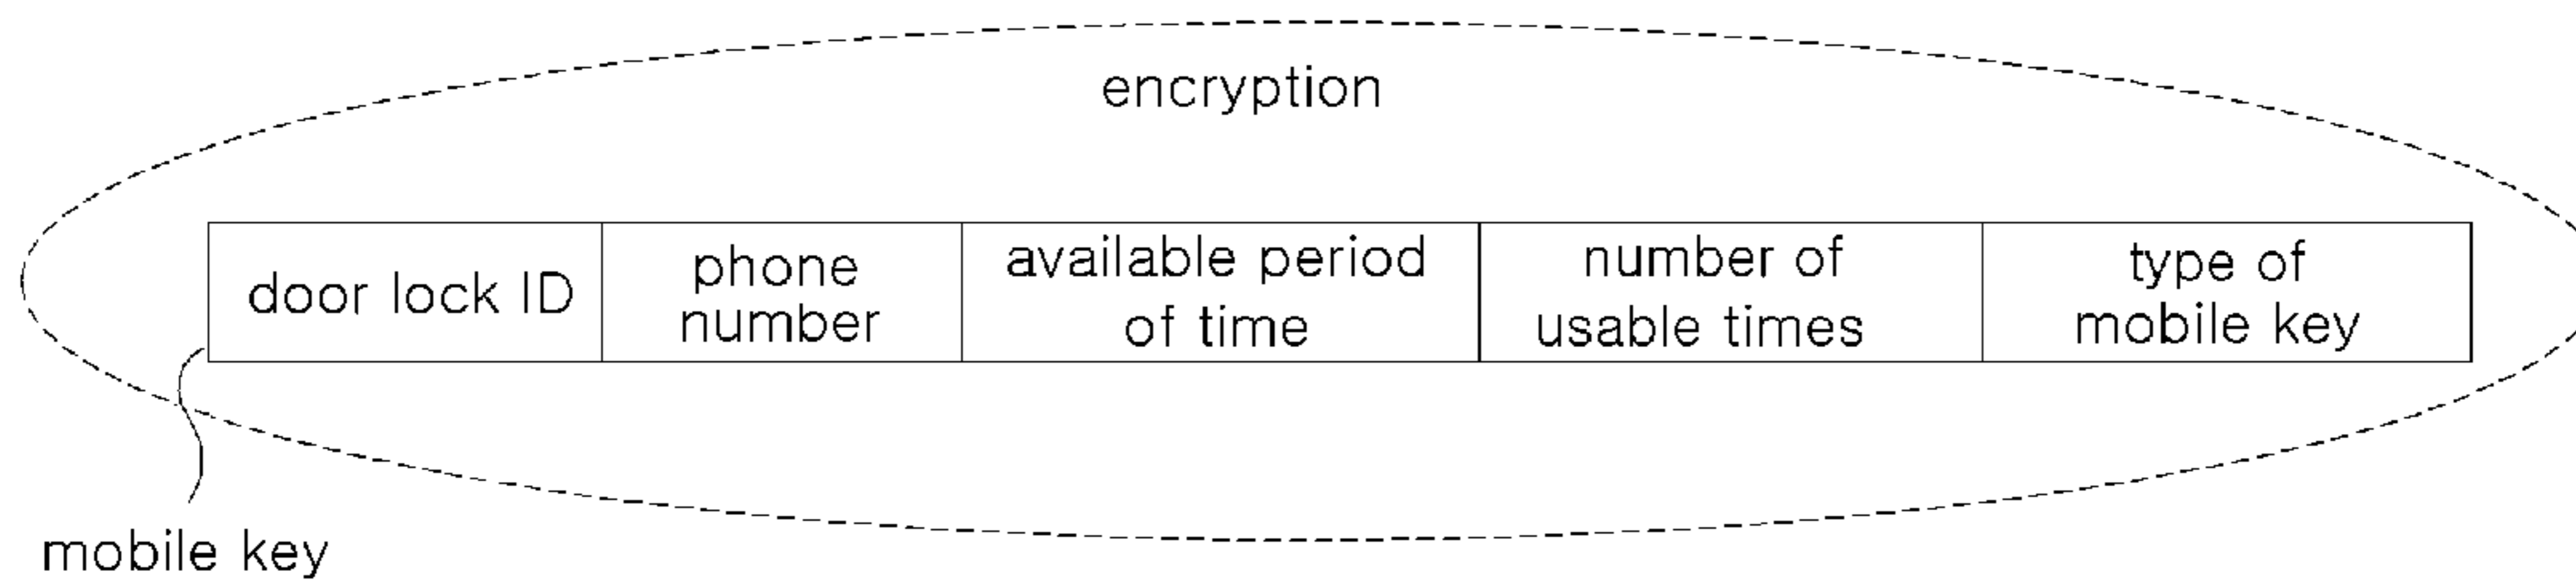 encryption
door lock ID
phone
number
available period
of time
number of
usable times
type of
mobile key
mobile key